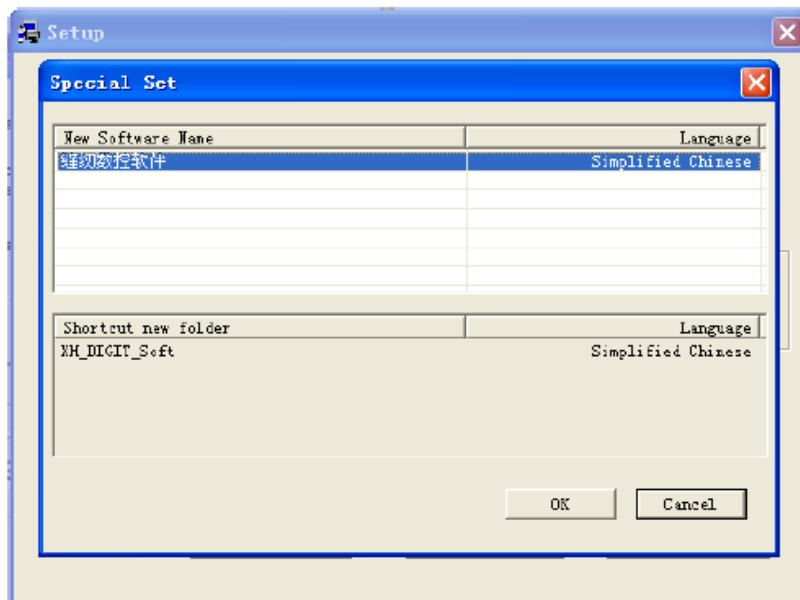 Setup
Special Set
New Software Name Language
缝纫数控软件 Simplified Chinese
Shortcut new folder Language
XH_DIGIT_Soft Simplified Chinese
OK Cancel